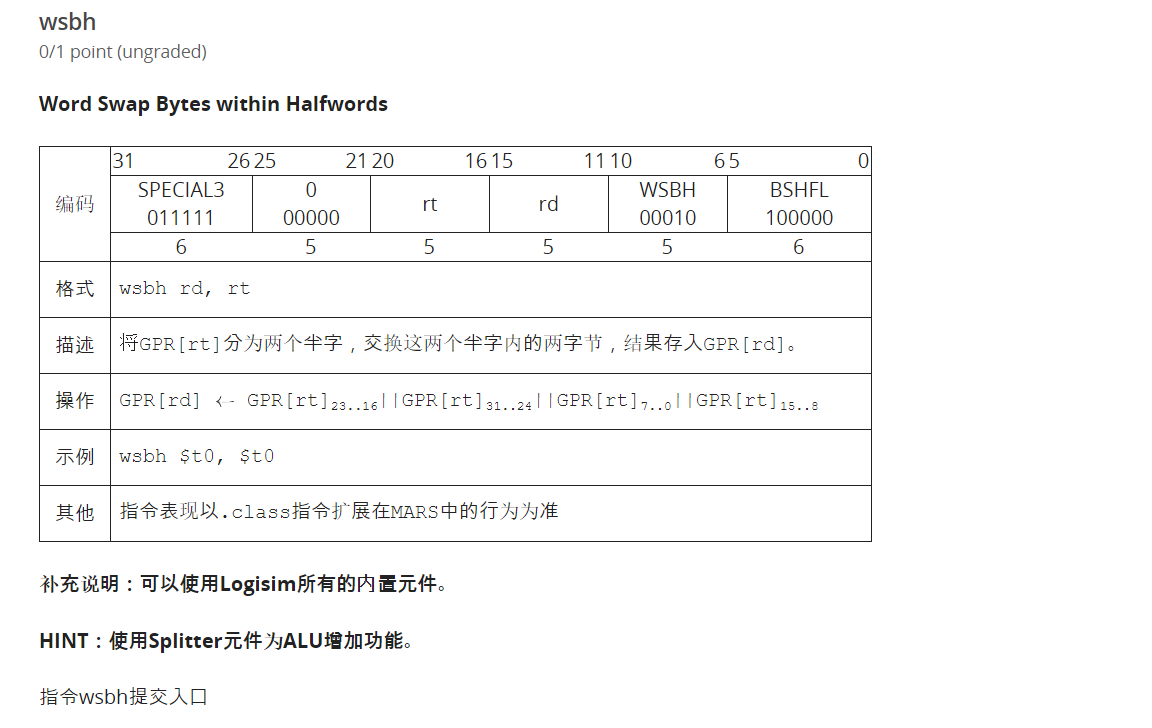 wsbh
0/1 point (ungraded)
Word Swap Bytes within Halfwords
31 26 25 21 20 16 15 11 10 6 5 0
编码 SPECIAL3 0 rt rd WSBH BSHFL
011111 00000 00010 100000
6 5 5 5 5 6
格式 wsbh rd, rt
描述 将GPR[rt]分为两个半字，交换这两个半字内的两字节，结果存入GPR[rd]。
操作 GPR[rd] ← GPR[rt]23..16||GPR[rt]31..24||GPR[rt]7..0||GPR[rt]15..8
示例 wsbh $t0, $t0
其他 指令表现以.class指令扩展在MARS中的行为为准
补充说明：可以使用Logisim所有的内置元件。
HINT：使用Splitter元件为ALU增加功能。
指令wsbh提交入口